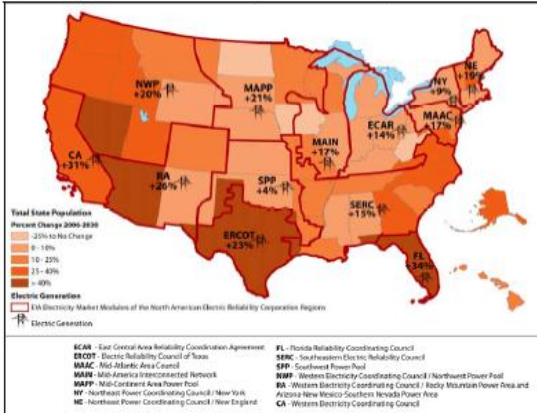 NWP
+20%
MAPP
+21%
NE
+19%
NY
+9%
MAAC
+17%
ECAR
+14%
MAIN
+17%
CA
+31%
RA
+26%
SPP
+4%
SERC
+15%
ERCOT
+23%
FL
+34%
Total State Population
Percent Change 2006-2030
-25% to No Change
0 - 10%
10 - 25%
25 - 40%
> 40%
Electric Generation
EIA Electricity Market Modules of the North American Electric Reliability Corporation Regions
Electric Generation
ECAR - East Central Area Reliability Coordination Agreement
ERCOT - Electric Reliability Council of Texas
MAAC - Mid-Atlantic Area Council
MAIN - Mid-America Interconnected Network
MAPP - Mid-Continent Area Power Pool
NY - Northeast Power Coordinating Council / New York
NE - Northeast Power Coordinating Council / New England
FL - Florida Reliability Coordinating Council
SERC - Southeastern Electric Reliability Council
SPP - Southwest Power Pool
NWP - Western Electricity Coordinating Council / Northwest Power Pool
RA - Western Electricity Coordinating Council / Rocky Mountain Power Area and
Arizona-New Mexico-Southern Nevada Power Area
CA - Western Electricity Coordinating Council